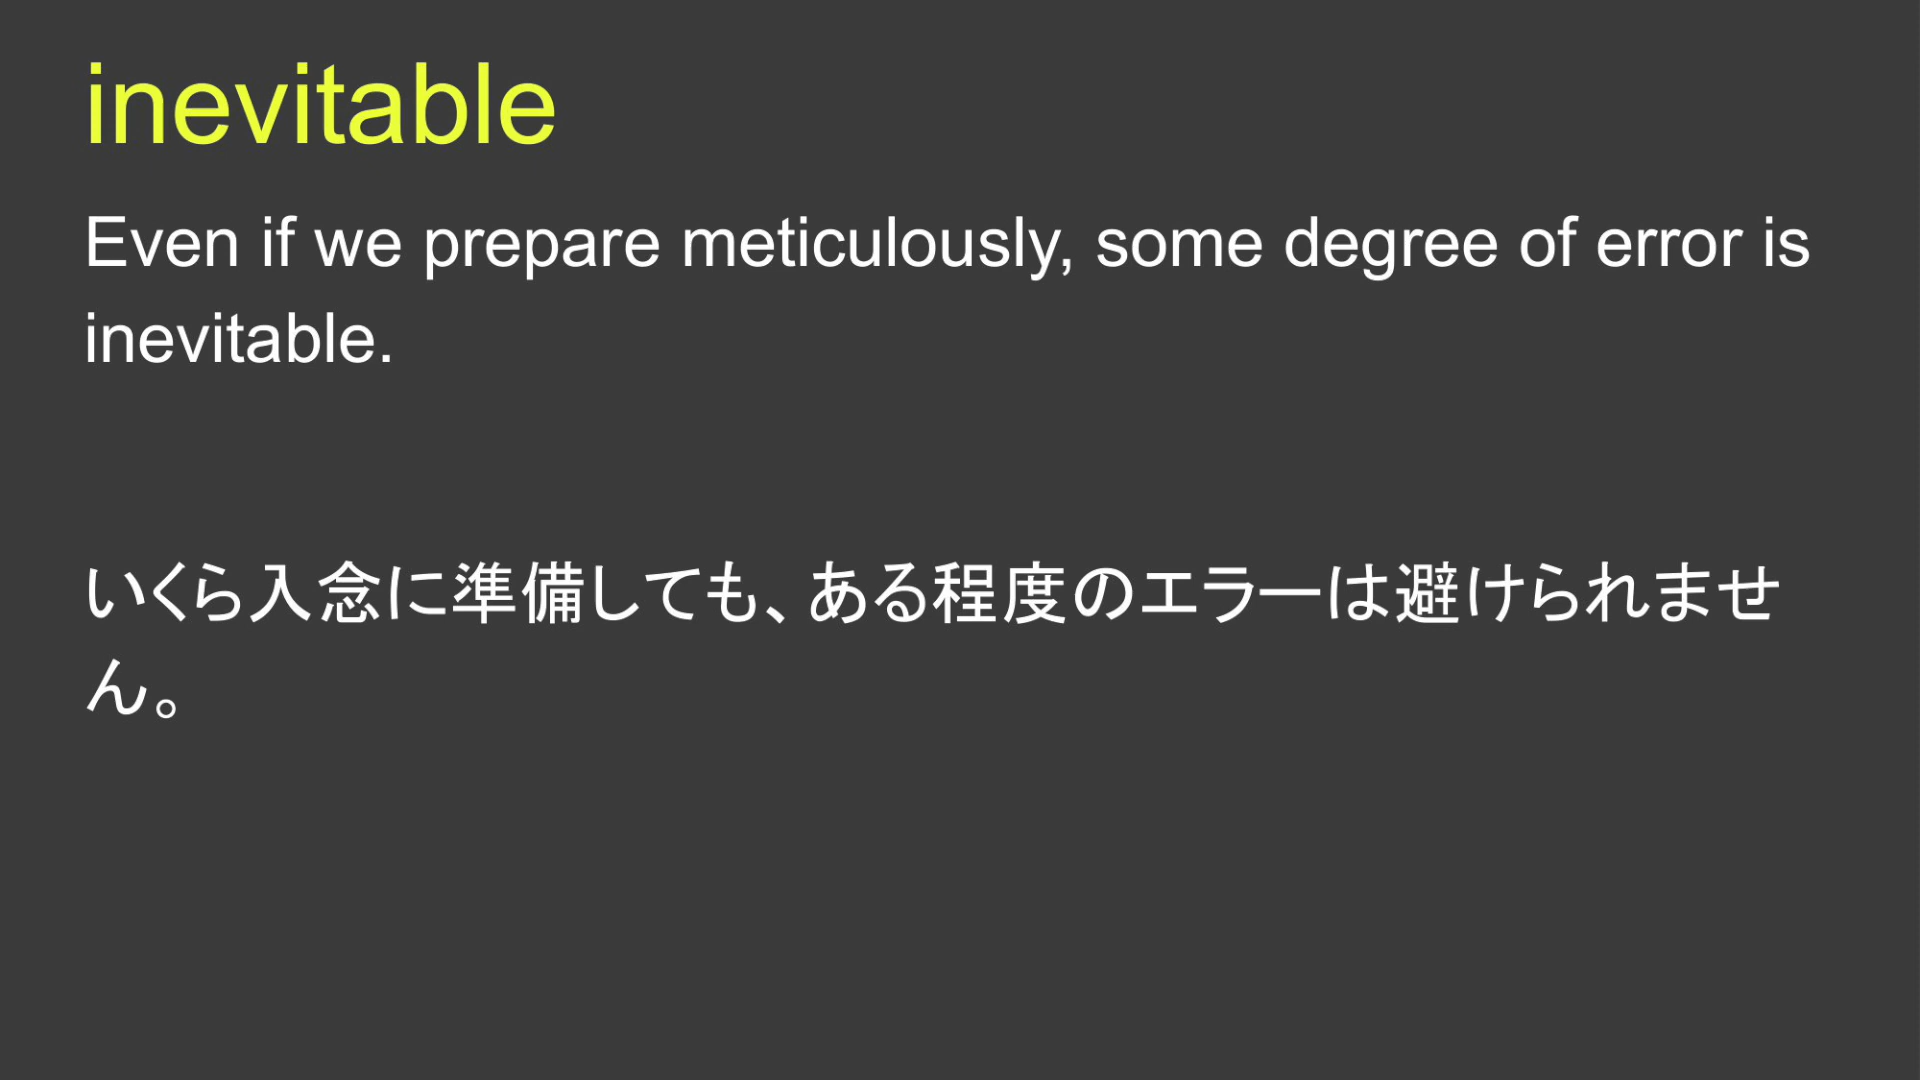 inevitable
Even if we prepare meticulously, some degree of error is
inevitable.
いくら入念に準備しても、ある程度のエラーは避けられませ
ん。